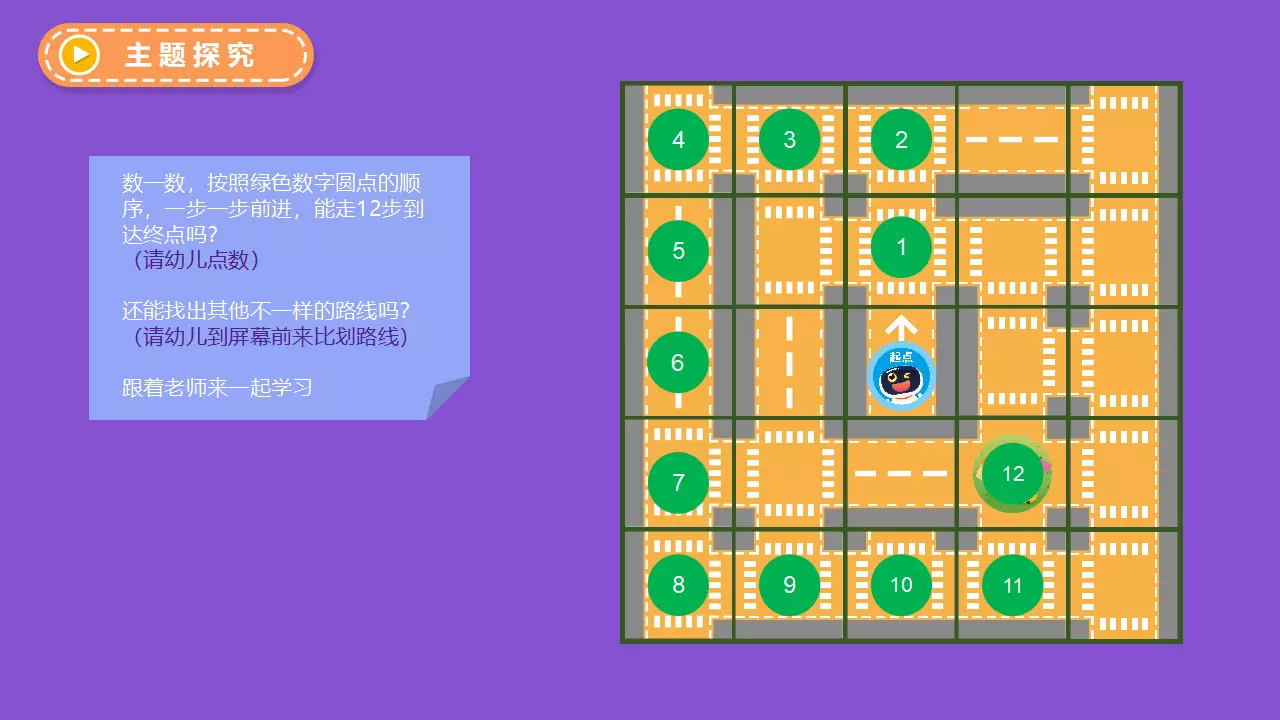 主题探究
数一数，按照绿色数字圆点的顺
序，一步一步前进，能走12步到
达终点吗？
（请幼儿点数）
还能找出其他不一样的路线吗？
（请幼儿到屏幕前来比划路线）
跟着老师来一起学习
4 3 2
5 1
6 起点
7 12
8 9 10 11